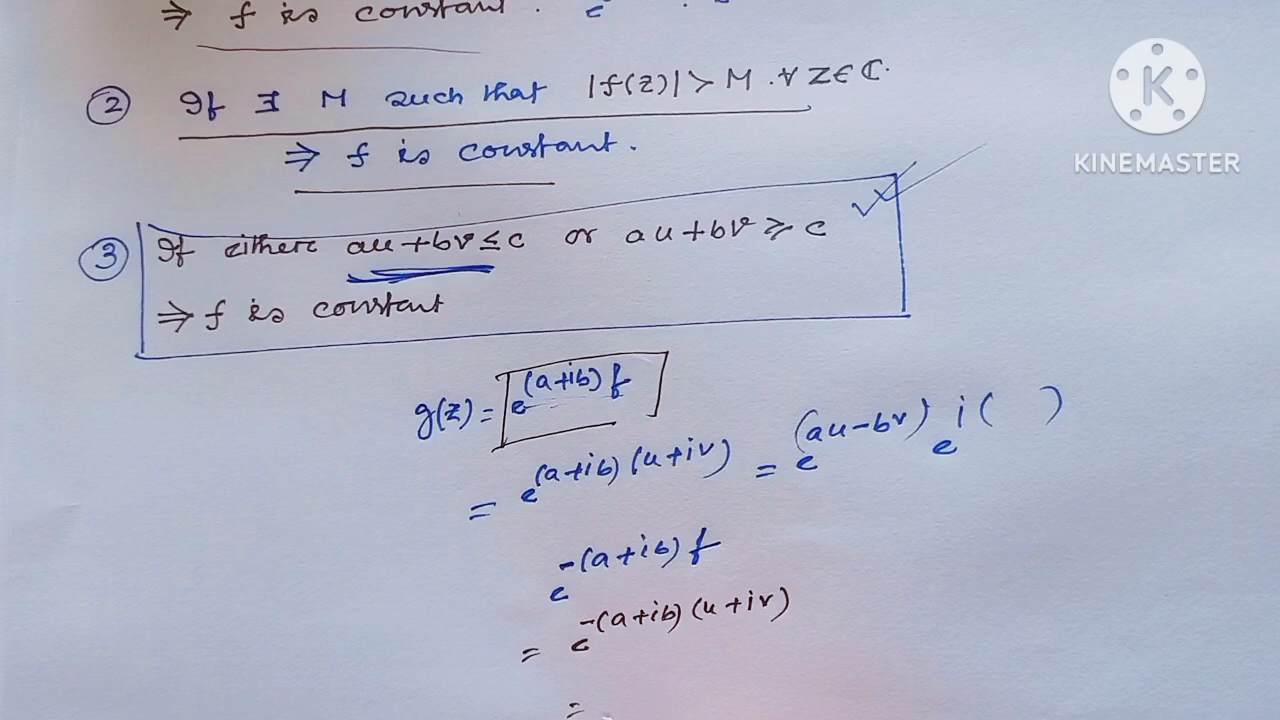 ⇒ f is constant.
② If ∃ M such that |f(z)| > M ∀ z ∈ ℂ.
⇒ f is constant.
③ If either au + bv ≤ c or au + bv ≥ c
⇒ f is constant
g(z) = e^{(a+ib) f}
= e^{(a+ib)(u+iv)} = e^{(au-bv)} e^{i( )}
e^{-(a+ib) f}
= e^{-(a+ib)(u+iv)}
=
K
KINEMASTER